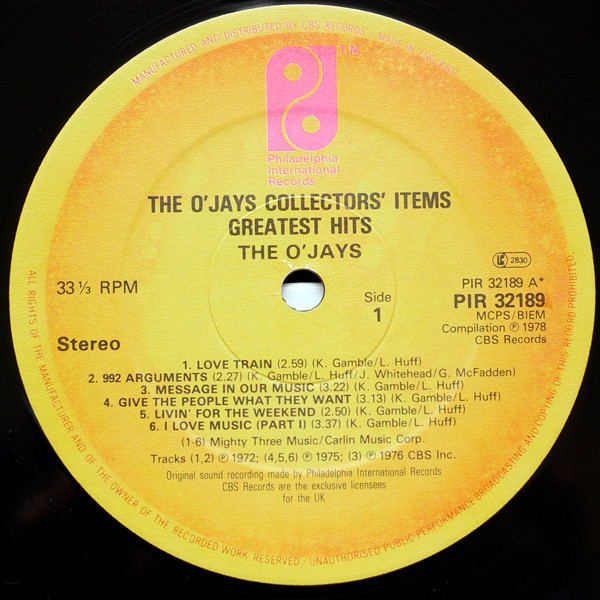 MANUFACTURED AND DISTRIBUTED BY CBS RECORDS · MADE IN ENGLAND
TM
Philadelphia
International
Records
THE O'JAYS COLLECTORS' ITEMS
GREATEST HITS
THE O'JAYS
33 ⅓ RPM
Stereo
Side
1
LC 2830
PIR 32189 A*
PIR 32189
MCPS/BIEM
Compilation ℗ 1978
CBS Records
1. LOVE TRAIN (2.59) (K. Gamble/L. Huff)
2. 992 ARGUMENTS (2.27) (K. Gamble/L. Huff/J. Whitehead/G. McFadden)
3. MESSAGE IN OUR MUSIC (3.22) (K. Gamble/L. Huff)
4. GIVE THE PEOPLE WHAT THEY WANT (3.13) (K. Gamble/L. Huff)
5. LIVIN' FOR THE WEEKEND (2.50) (K. Gamble/L. Huff)
6. I LOVE MUSIC (PART I) (3.37) (K. Gamble/L. Huff)
(1-6) Mighty Three Music/Carlin Music Corp.
Tracks (1,2) ℗ 1972; (4,5,6) ℗ 1975; (3) ℗ 1976 CBS Inc.
Original sound recording made by Philadelphia International Records
CBS Records are the exclusive licensees
for the UK
ALL RIGHTS OF THE MANUFACTURER AND OF THE OWNER OF THE RECORDED WORK RESERVED · UNAUTHORISED PUBLIC PERFORMANCE BROADCASTING AND COPYING OF THIS RECORD PROHIBITED.